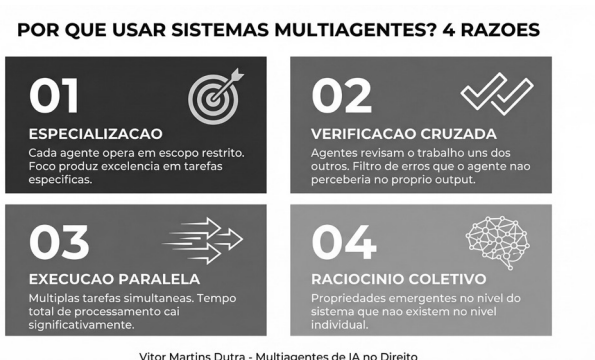 POR QUE USAR SISTEMAS MULTIAGENTES? 4 RAZOES
01
ESPECIALIZACAO
Cada agente opera em escopo restrito.
Foco produz excelencia em tarefas
especificas.
02
VERIFICACAO CRUZADA
Agentes revisam o trabalho uns dos
outros. Filtro de erros que o agente nao
perceberia no proprio output.
03
EXECUCAO PARALELA
Multiplas tarefas simultaneas. Tempo
total de processamento cai
significativamente.
04
RACIOCINIO COLETIVO
Propriedades emergentes no nivel do
sistema que nao existem no nivel
individual.
Vitor Martins Dutra - Multiagentes de IA no Direito